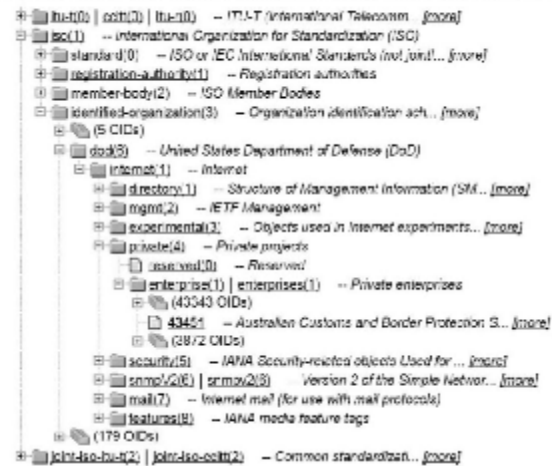 itu-t(0) | ccitt(0) | itu-r(0) -- ITU-T (International Telecomm... [more]
iso(1) -- International Organization for Standardization (ISO)
standard(0) -- ISO or IEC International Standards (not joint!... [more]
registration-authority(1) -- Registration authorities
member-body(2) -- ISO Member Bodies
identified-organization(3) -- Organization identification sch... [more]
(5 OIDs)
dod(6) -- United States Department of Defense (DoD)
internet(1) -- Internet
directory(1) -- Structure of Management Information (SM... [more]
mgmt(2) -- IETF Management
experimental(3) -- Objects used in Internet experiments... [more]
private(4) -- Private projects
reserved(0) -- Reserved
enterprise(1) | enterprises(1) -- Private enterprises
(43343 OIDs)
43451 -- Australian Customs and Border Protection S... [more]
(3872 OIDs)
security(5) -- IANA Security-related objects Used for ... [more]
snmpV2(6) | snmpv2(6) Version 2 of the Simple Networ... [more]
mail(7) -- Internet mail (for use with mail protocols)
features(8) -- IANA media feature tags
(179 OIDs)
joint-iso-itu-t(2) | joint-iso-ccitt(2) -- Common standardizati... [more]